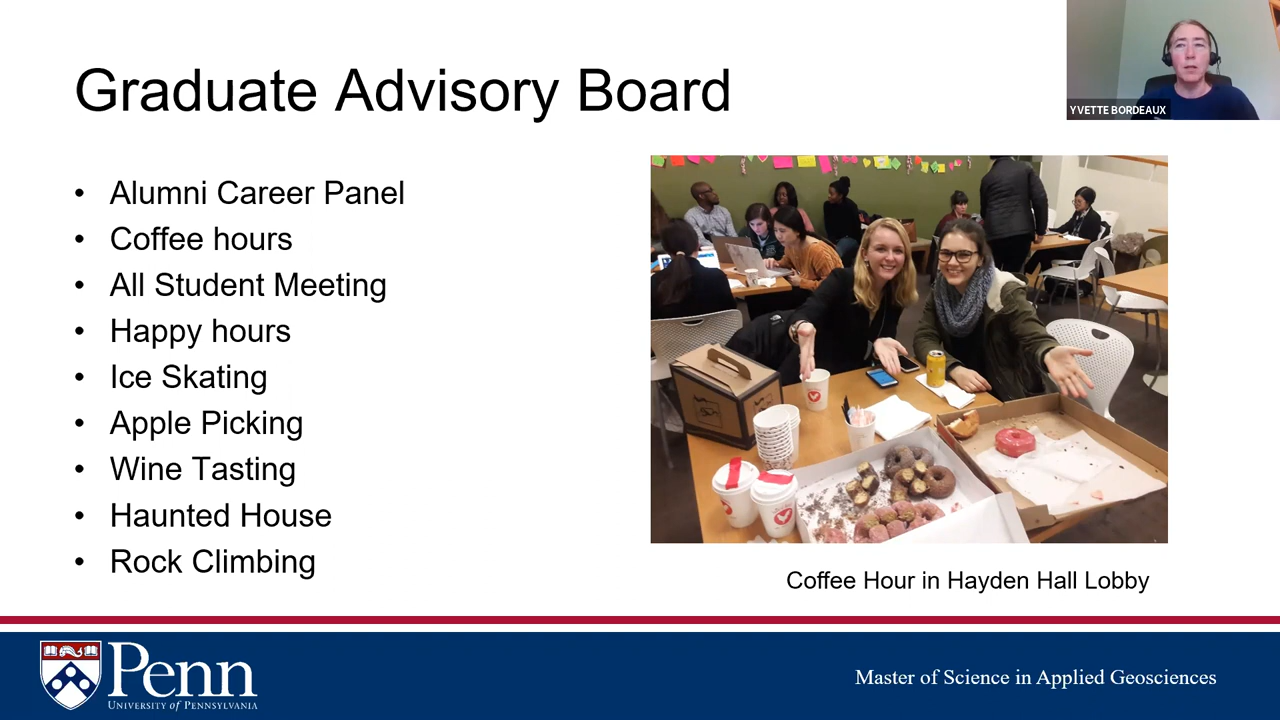 Graduate Advisory Board
YVETTE BORDEAUX
• Alumni Career Panel
• Coffee hours
• All Student Meeting
• Happy hours
• Ice Skating
• Apple Picking
• Wine Tasting
• Haunted House
• Rock Climbing
Coffee Hour in Hayden Hall Lobby
Penn
UNIVERSITY of PENNSYLVANIA
Master of Science in Applied Geosciences